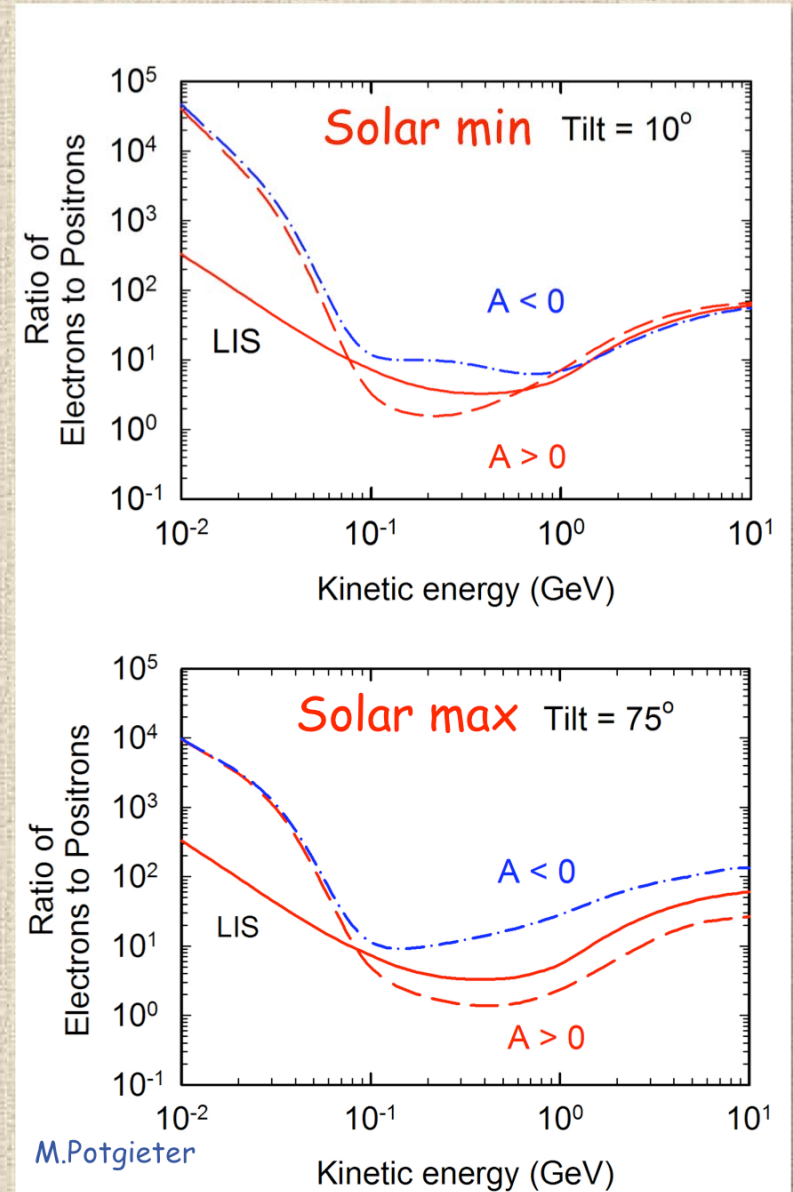 10⁵
Solar min Tilt = 10°
10⁴
10³
Ratio of
Electrons to Positrons
10²
A < 0
LIS
10¹
10⁰
A > 0
10⁻¹
10⁻² 10⁻¹ 10⁰ 10¹
Kinetic energy (GeV)
10⁵
Solar max Tilt = 75°
10⁴
10³
Ratio of
Electrons to Positrons
10²
A < 0
LIS
10¹
10⁰
A > 0
10⁻¹
10⁻² 10⁻¹ 10⁰ 10¹
M.Potgieter
Kinetic energy (GeV)